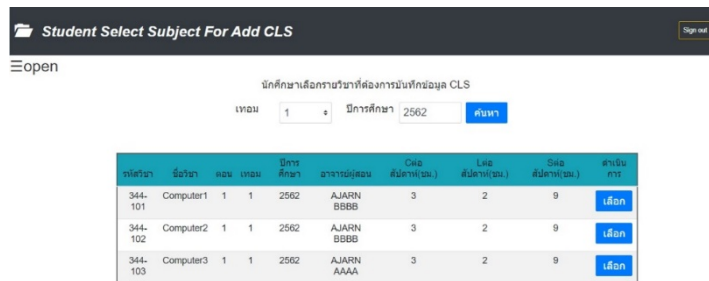 Student Select Subject For Add CLS
Sign out
☰open
นักศึกษาเลือกรายวิชาที่ต้องการบันทึกข้อมูล CLS
เทอม 1 ปีการศึกษา 2562 ค้นหา
รหัสวิชา ชื่อวิชา ตอน เทอม ปีการศึกษา อาจารย์ผู้สอน Cต่อสัปดาห์(ชม.) Lต่อสัปดาห์(ชม.) Sต่อสัปดาห์(ชม.) ดำเนินการ
344-101 Computer1 1 1 2562 AJARN BBBB 3 2 9 เลือก
344-102 Computer2 1 1 2562 AJARN BBBB 3 2 9 เลือก
344-103 Computer3 1 1 2562 AJARN AAAA 3 2 9 เลือก